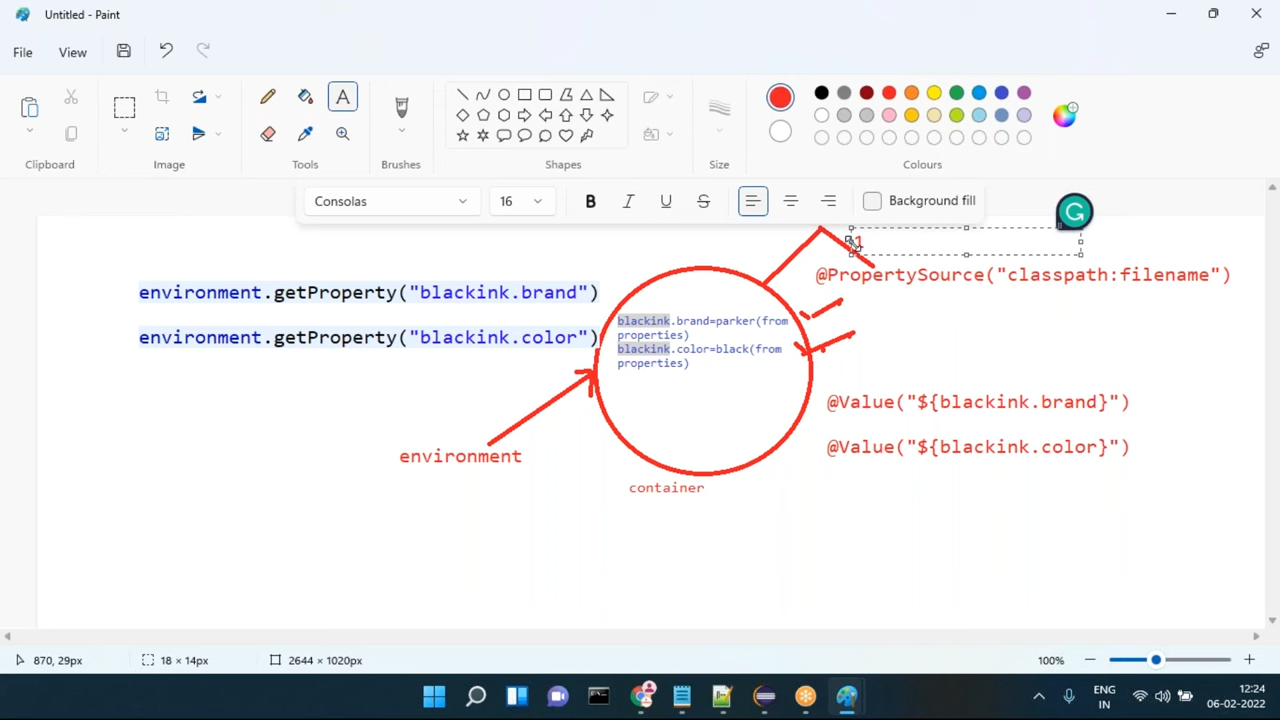 Untitled - Paint
File
View
Clipboard
Image
Tools
Brushes
Shapes
Size
Colours
Consolas
16
B
I
U
S
Background fill
A
G
1
@PropertySource("classpath:filename")
environment.getProperty("blackink.brand")
blackink.brand=parker(from
properties)
environment.getProperty("blackink.color")
blackink.color=black(from
properties)
@Value("${blackink.brand}")
@Value("${blackink.color}")
environment
container
870, 29px
18 × 14px
2644 × 1020px
100%
ENG
IN
12:24
06-02-2022